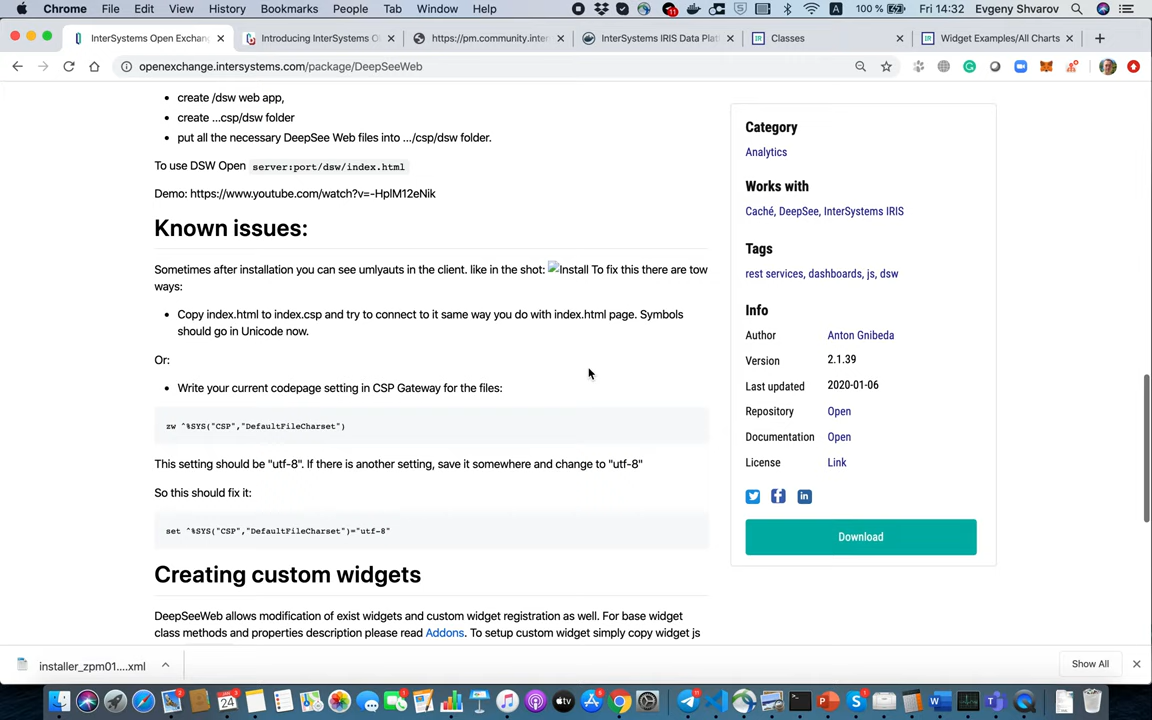 Chrome File Edit View History Bookmarks People Tab Window Help 11 100 % Fri 14:32 Evgeny Shvarov
InterSystems Open Exchang
Introducing InterSystems O
https://pm.community.inter
InterSystems IRIS Data Plat
Classes
Widget Examples/All Charts
openexchange.intersystems.com/package/DeepSeeWeb
create /dsw web app,
create ...csp/dsw folder
put all the necessary DeepSee Web files into .../csp/dsw folder.
To use DSW Open server:port/dsw/index.html
Demo: https://www.youtube.com/watch?v=-HplM12eNik
Known issues:
Sometimes after installation you can see umlyauts in the client. like in the shot: Install To fix this there are tow
ways:
Copy index.html to index.csp and try to connect to it same way you do with index.html page. Symbols
should go in Unicode now.
Or:
Write your current codepage setting in CSP Gateway for the files:
zw ^%SYS("CSP","DefaultFileCharset")
This setting should be "utf-8". If there is another setting, save it somewhere and change to "utf-8"
So this should fix it:
set ^%SYS("CSP","DefaultFileCharset")="utf-8"
Creating custom widgets
DeepSeeWeb allows modification of exist widgets and custom widget registration as well. For base widget
class methods and properties description please read Addons. To setup custom widget simply copy widget js
Category
Analytics
Works with
Caché, DeepSee, InterSystems IRIS
Tags
rest services, dashboards, js, dsw
Info
Author Anton Gnibeda
Version 2.1.39
Last updated 2020-01-06
Repository Open
Documentation Open
License Link
Download
installer_zpm01....xml
Show All